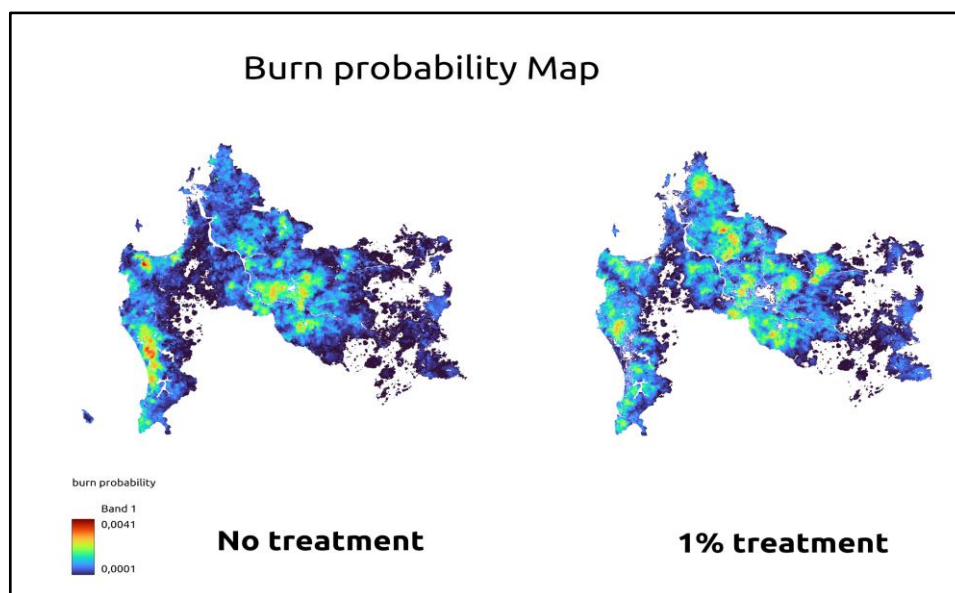 Burn probability Map
burn probability
Band 1
0,0041
0,0001
No treatment
1% treatment